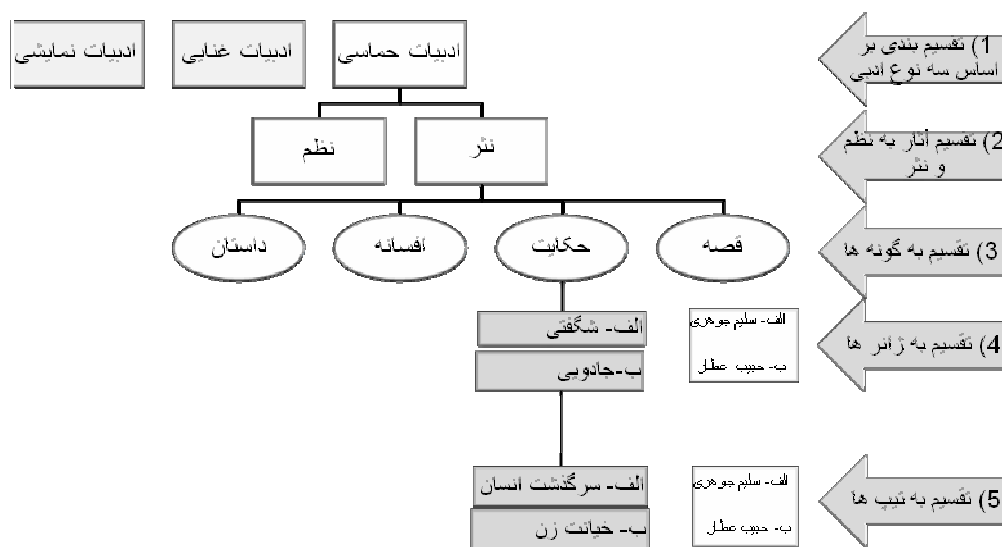 ادبیات حماسی
ادبیات غنایی
ادبیات نمایشی
1) تقسیم بندی بر
اساس سه نوع ادبی
نثر
نظم
2) تقسیم آثار به نظم
و نثر
قصه
حکایت
افسانه
داستان
3) تقسیم به گونه ها
الف- شگفتی
ب-جادویی
الف- سلیم جوهری
ب- حبیب عطار
4) تقسیم به ژانر ها
الف- سرگذشت انسان
ب- خیانت زن
الف- سلیم جوهری
ب- حبیب عطار
5) تقسیم به تیپ ها